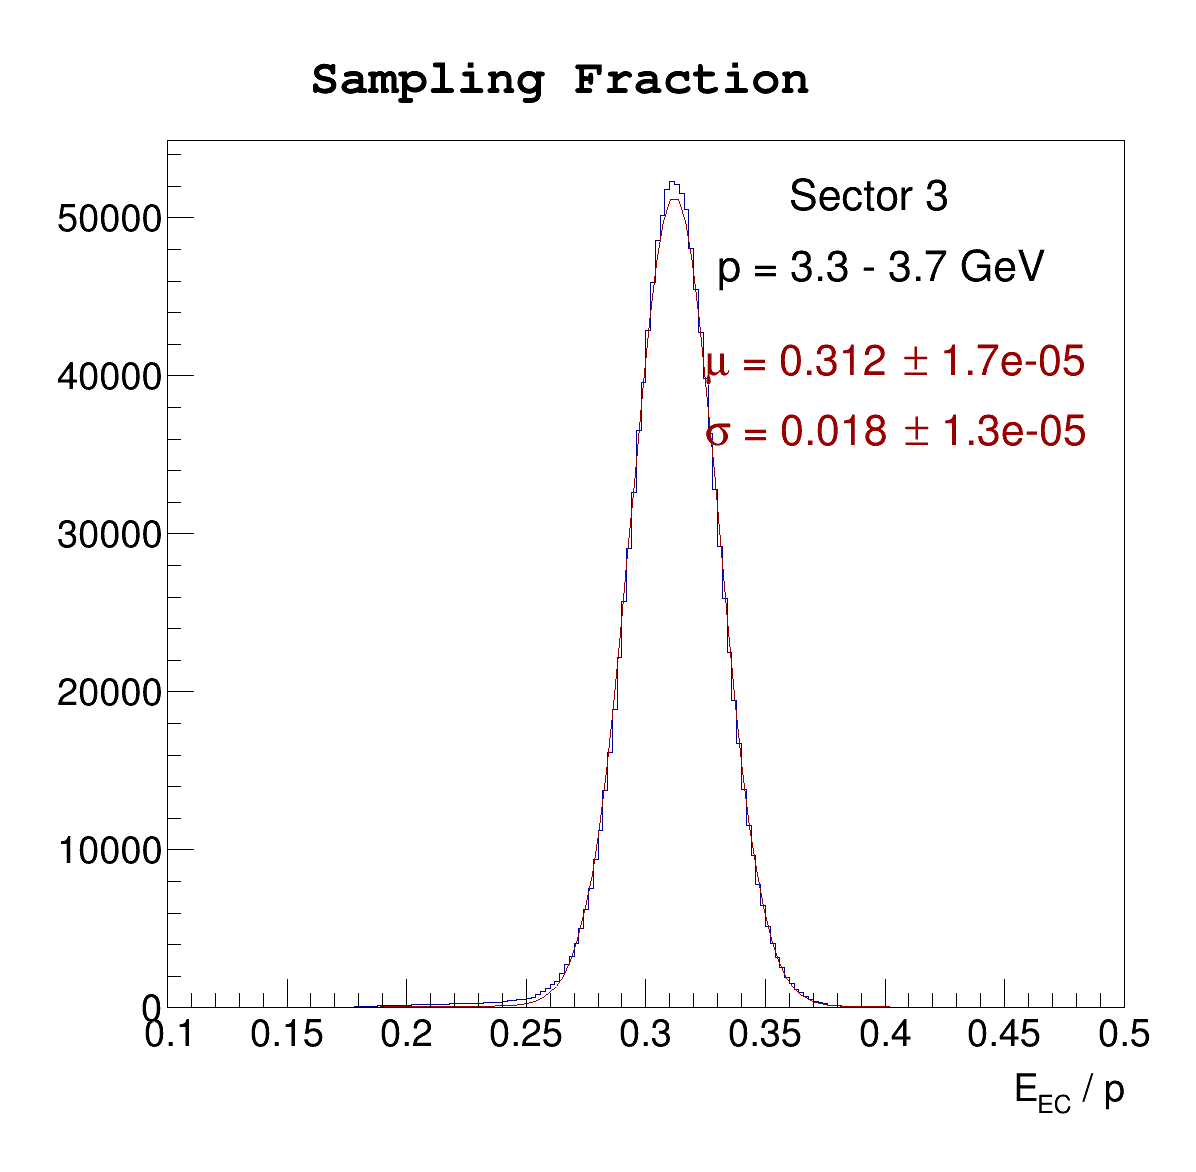 Sampling Fraction
Sector 3
p = 3.3 - 3.7 GeV
μ = 0.312 ± 1.7e-05
σ = 0.018 ± 1.3e-05
50000
40000
30000
20000
10000
0
0.1 0.15 0.2 0.25 0.3 0.35 0.4 0.45 0.5
E_EC / p